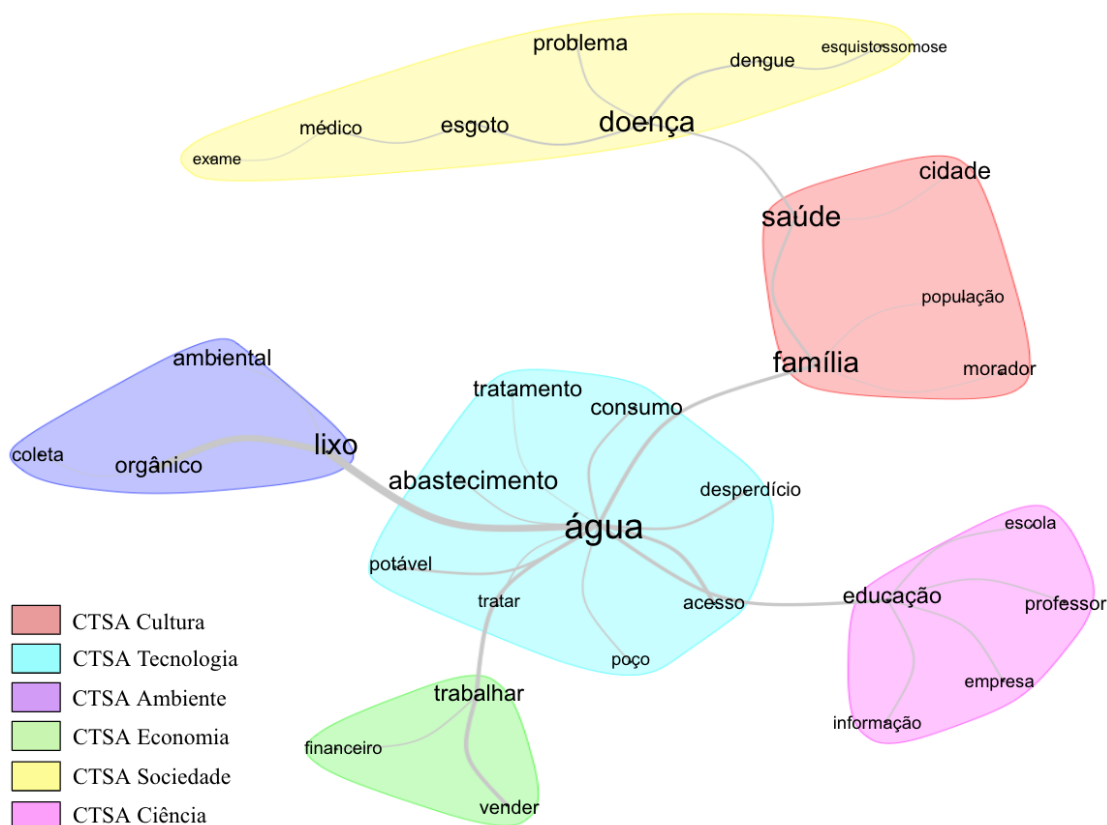 problema
dengue
esquistossomose
doença
esgoto
médico
exame
cidade
saúde
população
família
morador
ambiental
lixo
coleta
orgânico
tratamento
consumo
abastecimento
desperdício
água
potável
tratar
acesso
poço
escola
educação
professor
empresa
informação
trabalhar
financeiro
vender
CTSA Cultura
CTSA Tecnologia
CTSA Ambiente
CTSA Economia
CTSA Sociedade
CTSA Ciência